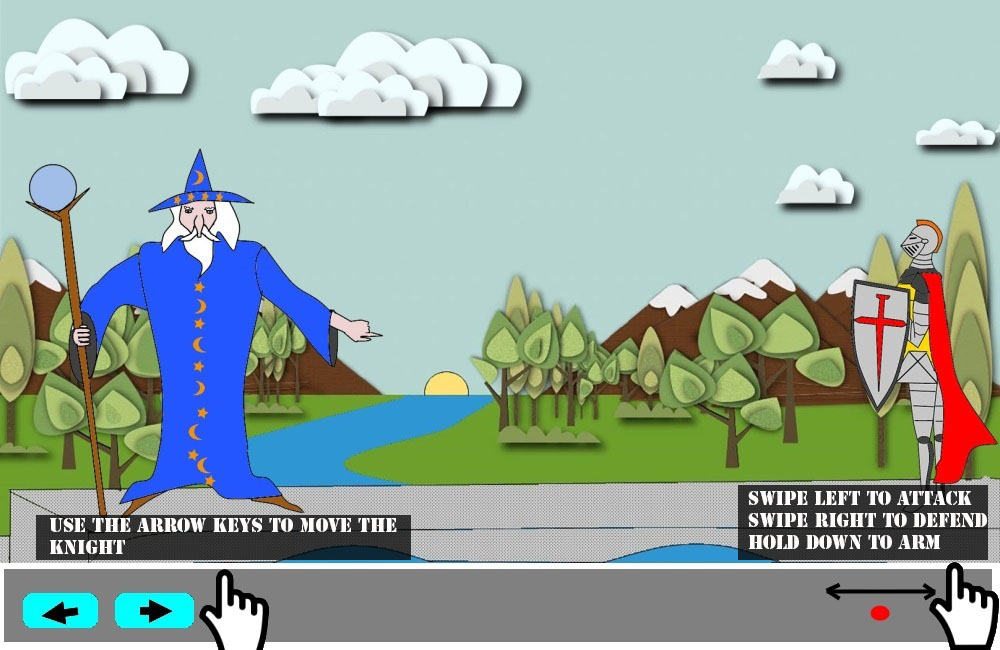 USE THE ARROW KEYS TO MOVE THE
KNIGHT
SWIPE LEFT TO ATTACK
SWIPE RIGHT TO DEFEND
HOLD DOWN TO ARM